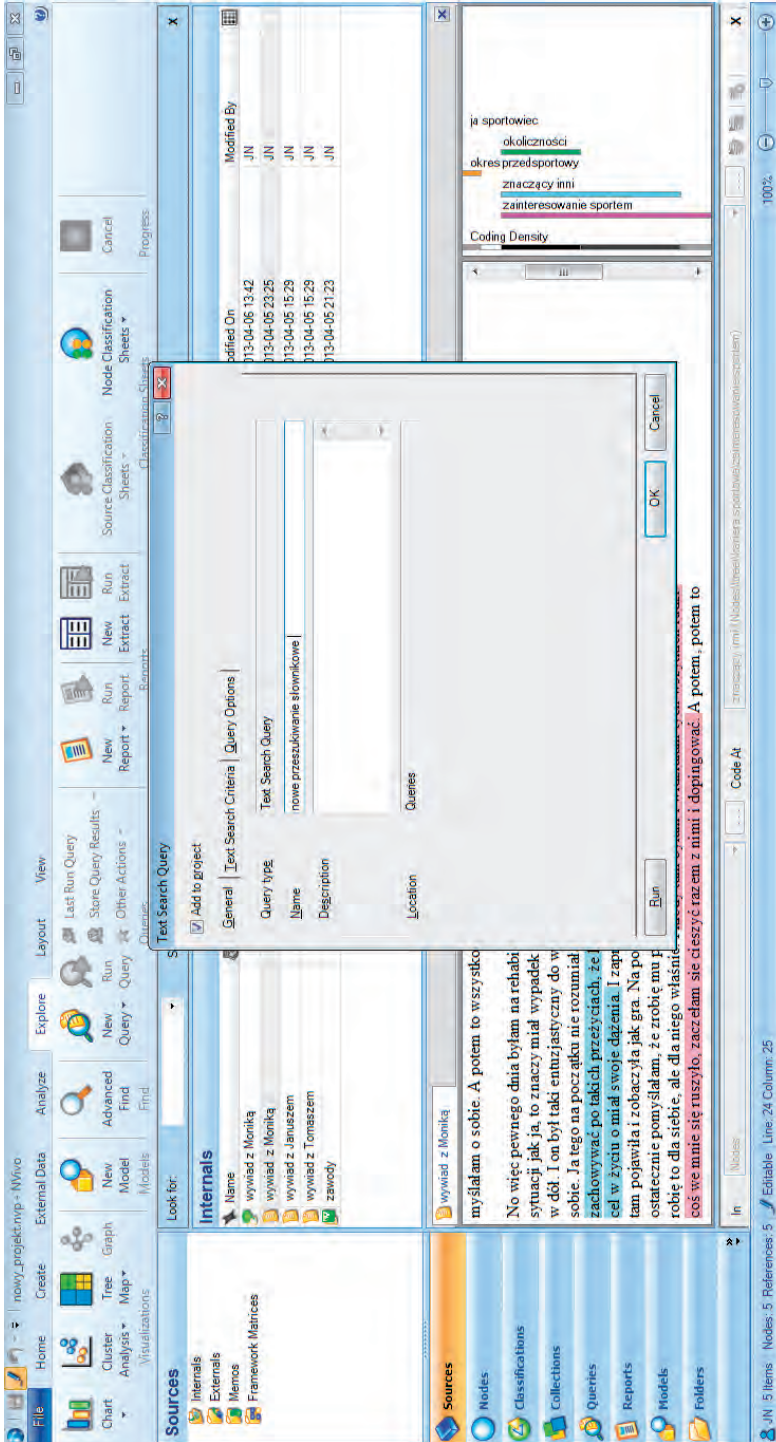 nowy_projekt.nvp - NVivo
File Home Create External Data Analyze Explore Layout View
Chart
Cluster Analysis
Tree Map
Graph
Visualizations
New Model
Models
Advanced Find
Find
New Query
Run Query
Last Run Query
Store Query Results
Other Actions
Queries
New Report
Run Report
New Extract
Run Extract
Reports
Source Classification Sheets
Node Classification Sheets
Classification Sheets
Cancel
Progress
Sources
Internals
Externals
Memos
Framework Matrices
Sources
Nodes
Classifications
Collections
Queries
Reports
Models
Folders
Look for:
Internals
Name
Modified By
wywiad z Moniką
013-04-06 13:42 JN
wywiad z Moniką
013-04-05 23:25 JN
wywiad z Januszem
013-04-05 15:29 JN
wywiad z Tomaszem
013-04-05 15:29 JN
zawody
013-04-05 21:23 JN
Text Search Query
Add to project
General Text Search Criteria Query Options
Query type Text Search Query
Name nowe przeszukiwanie słownikowe
Description
Location Queries
Run OK Cancel
wywiad z Moniką
myślałam o sobie. A potem to wszystko
No więc pewnego dnia byłam na rehabi
sytuacji jak ja, to znaczy miał wypadek
w dół. I on był taki entuzjastyczny do w
sobie. Ja tego na początku nie rozumiał
zachowywać po takich przeżyciach, że l
cel w życiu o miał swoje dążenia. I zapr
tam pojawiła i zobaczyła jak gra. Na po
ostatecznie pomyślałam, że zrobię mu p
robię to dla siebie, ale dla niego właśnie
coś we mnie się ruszyło, zaczełam sie cieszyć razem z nimi i dopingować. A potem, potem to
ja sportowiec
okoliczności
okres przedsportowy
znaczący inni
zainteresowanie sportem
Coding Density
In Nodes
Code At
JN 5 Items Nodes: 5 References: 5 Editable Line: 24 Column: 25
100%